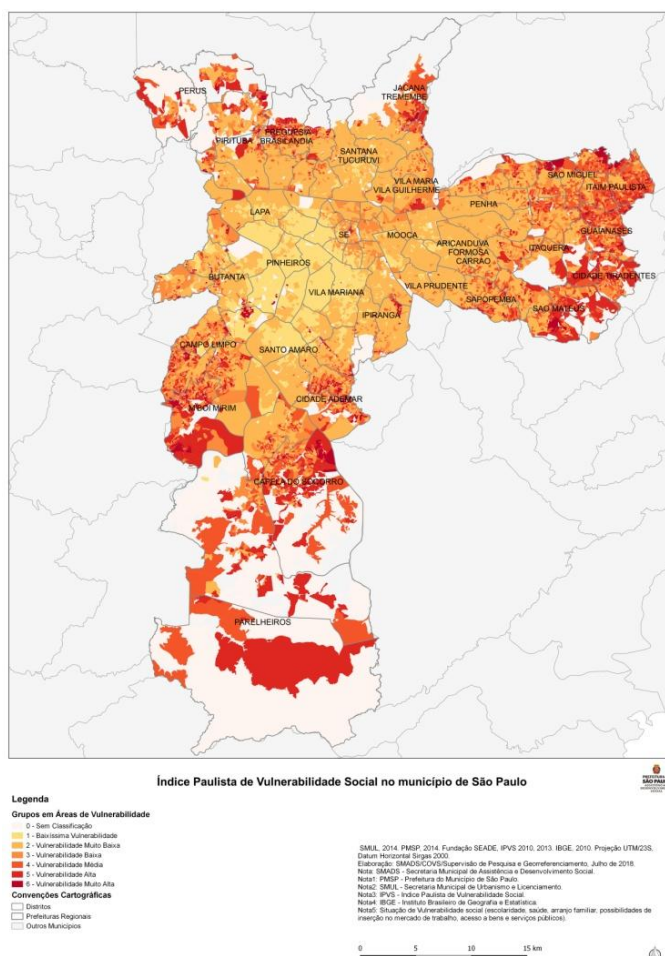 PERUS
JAÇANA
TREMEMBE
PIRITUBA
FREGUESIA
BRASILANDIA
SANTANA
TUCURUVI
VILA MARIA
VILA GUILHERME
SAO MIGUEL
ITAIM PAULISTA
PENHA
LAPA
SE
MOOCA
GUAIANASES
ARICANDUVA
FORMOSA
CARRAO
ITAQUERA
PINHEIROS
BUTANTA
CIDADE TIRADENTES
VILA MARIANA
VILA PRUDENTE
SAPOPEMBA
SAO MATEUS
IPIRANGA
CAMPO LIMPO
SANTO AMARO
M'BOI MIRIM
CIDADE ADEMAR
CAPELA DO SOCORRO
PARELHEIROS
Índice Paulista de Vulnerabilidade Social no município de São Paulo
PREFEITURA
SÃO PAULO
Legenda
Grupos em Áreas de Vulnerabilidade
0 - Sem Classificação
1 - Baixíssima Vulnerabilidade
2 - Vulnerabilidade Muito Baixa
3 - Vulnerabilidade Baixa
4 - Vulnerabilidade Média
5 - Vulnerabilidade Alta
6 - Vulnerabilidade Muito Alta
Convenções Cartográficas
Distritos
Prefeituras Regionais
Outros Municípios
SMUL, 2014. PMSP, 2014. Fundação SEADE, IPVS 2010, 2013. IBGE, 2010. Projeção UTM/23S.
Datum Horizontal Sirgas 2000.
Elaboração: SMADS/COVS/Supervisão de Pesquisa e Georreferenciamento, Julho de 2018.
Nota: SMADS - Secretaria Municipal de Assistência e Desenvolvimento Social.
Nota1: PMSP - Prefeitura do Município de São Paulo.
Nota2: SMUL - Secretaria Municipal de Urbanismo e Licenciamento.
Nota3: IPVS - Indice Paulista de Vulnerabilidade Social.
Nota4: IBGE - Instituto Brasileiro de Geografia e Estatística.
Nota5: Situação de Vulnerabilidade social (escolaridade, saúde, arranjo familiar, possibilidades de
inserção no mercado de trabalho, acesso a bens e serviços públicos).
0 5 10 15 km